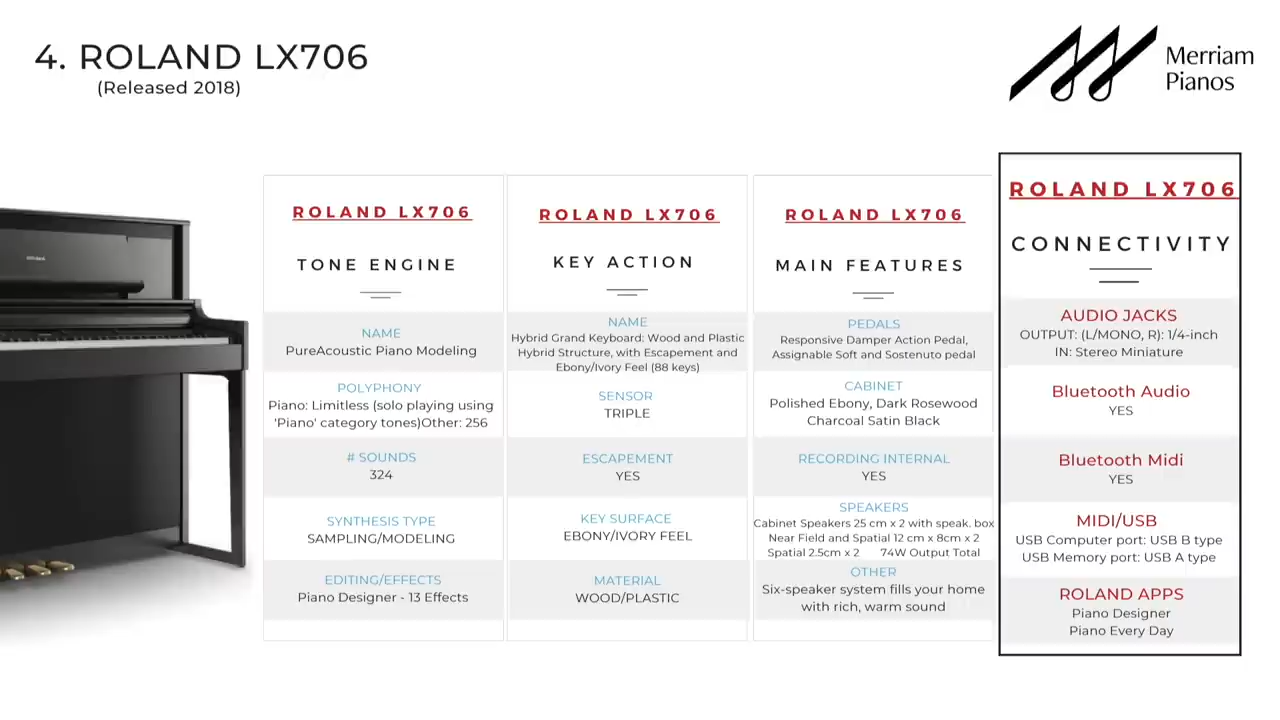 4. ROLAND LX706
(Released 2018)
Merriam
Pianos
ROLAND LX706
TONE ENGINE
NAME
PureAcoustic Piano Modeling
POLYPHONY
Piano: Limitless (solo playing using
'Piano' category tones)Other: 256
# SOUNDS
324
SYNTHESIS TYPE
SAMPLING/MODELING
EDITING/EFFECTS
Piano Designer - 13 Effects
ROLAND LX706
KEY ACTION
NAME
Hybrid Grand Keyboard: Wood and Plastic
Hybrid Structure, with Escapement and
Ebony/Ivory Feel (88 keys)
SENSOR
TRIPLE
ESCAPEMENT
YES
KEY SURFACE
EBONY/IVORY FEEL
MATERIAL
WOOD/PLASTIC
ROLAND LX706
MAIN FEATURES
PEDALS
Responsive Damper Action Pedal,
Assignable Soft and Sostenuto pedal
CABINET
Polished Ebony, Dark Rosewood
Charcoal Satin Black
RECORDING INTERNAL
YES
SPEAKERS
Cabinet Speakers 25 cm x 2 with speak. box
Near Field and Spatial 12 cm x 8cm x 2
Spatial 2.5cm x 2 74W Output Total
OTHER
Six-speaker system fills your home
with rich, warm sound
ROLAND LX706
CONNECTIVITY
AUDIO JACKS
OUTPUT: (L/MONO, R): 1/4-inch
IN: Stereo Miniature
Bluetooth Audio
YES
Bluetooth Midi
YES
MIDI/USB
USB Computer port: USB B type
USB Memory port: USB A type
ROLAND APPS
Piano Designer
Piano Every Day